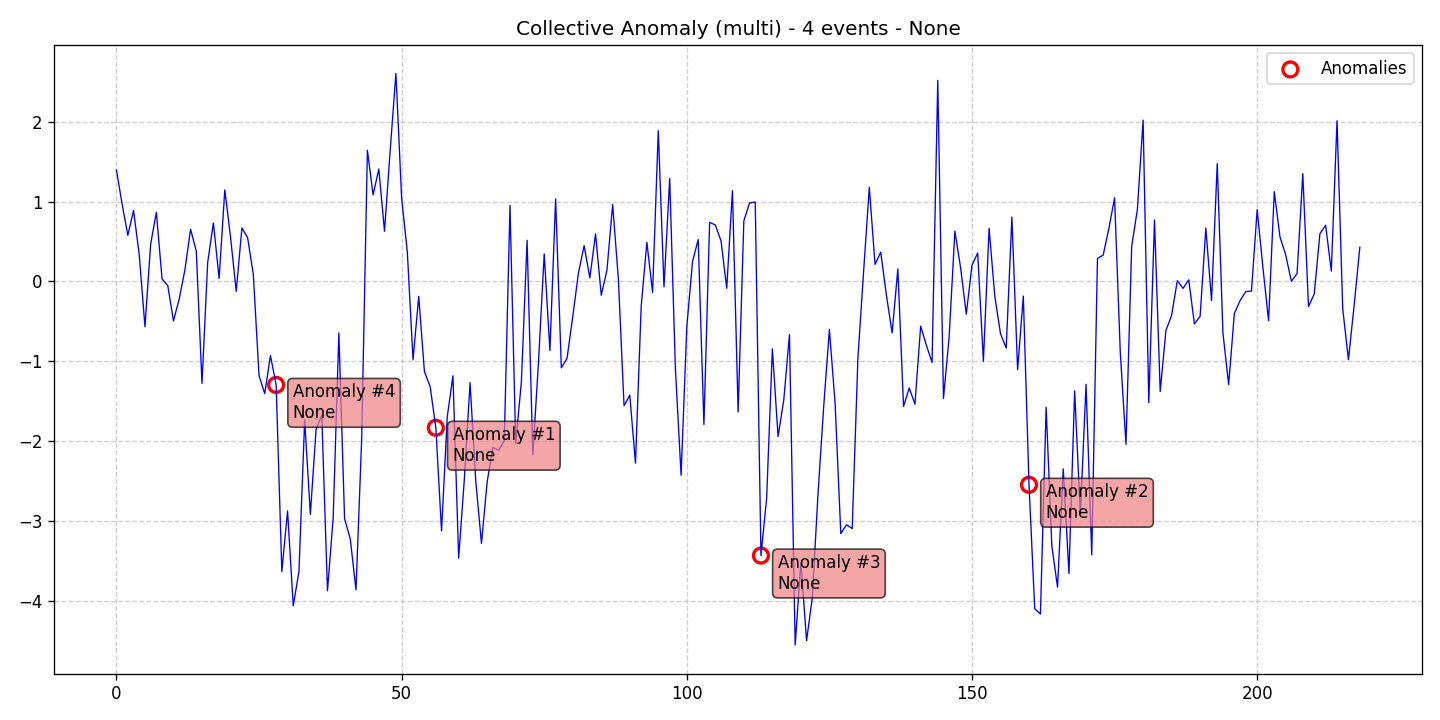 Collective Anomaly (multi) - 4 events - None
Anomalies
2
1
0
−1
−2
−3
−4
Anomaly #4
None
Anomaly #1
None
Anomaly #2
None
Anomaly #3
None
0
50
100
150
200